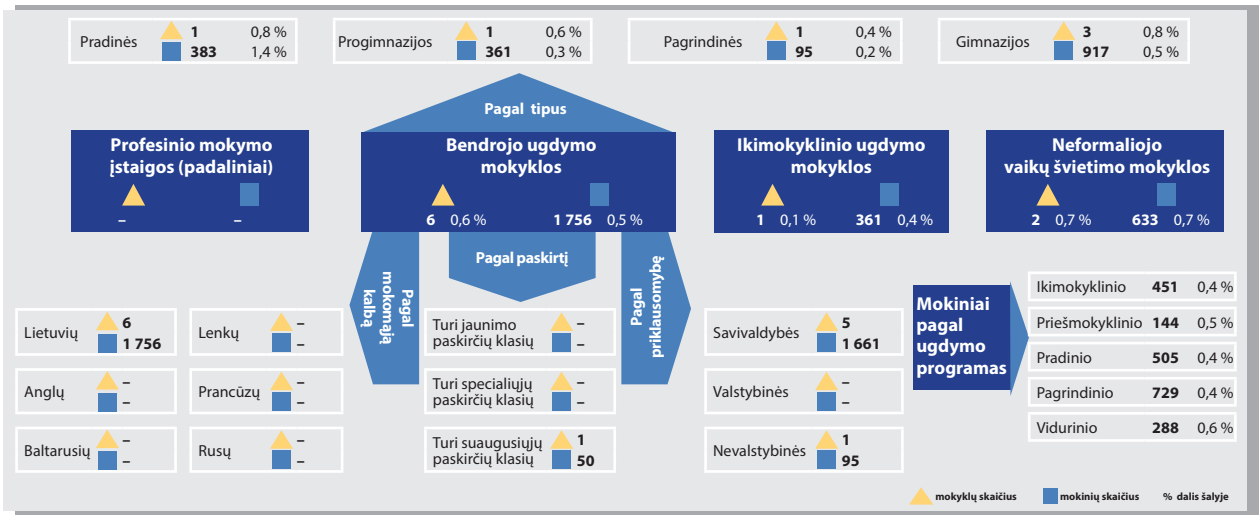 Pradinės
1 0,8 %
383 1,4 %
Progimnazijos
1 0,6 %
361 0,3 %
Pagrindinės
1 0,4 %
95 0,2 %
Gimnazijos
3 0,8 %
917 0,5 %
Pagal tipus
Profesinio mokymo
įstaigos (padaliniai)
– –
Bendrojo ugdymo
mokyklos
6 0,6 % 1 756 0,5 %
Ikimokyklinio ugdymo
mokyklos
1 0,1 % 361 0,4 %
Neformaliojo
vaikų švietimo mokyklos
2 0,7 % 633 0,7 %
Pagal
mokomąją
kalbą
Pagal paskirtį
Pagal
priklausomybę
Lietuvių
6
1 756
Lenkų
–
–
Anglų
–
–
Prancūzų
–
–
Baltarusių
–
–
Rusų
–
–
Turi jaunimo
paskirčių klasių
–
–
Turi specialiųjų
paskirčių klasių
–
–
Turi suaugusiųjų
paskirčių klasių
1
50
Savivaldybės
5
1 661
Valstybinės
–
–
Nevalstybinės
1
95
Mokiniai
pagal
ugdymo
programas
Ikimokyklinio 451 0,4 %
Priešmokyklinio 144 0,5 %
Pradinio 505 0,4 %
Pagrindinio 729 0,4 %
Vidurinio 288 0,6 %
mokyklų skaičius mokinių skaičius % dalis šalyje